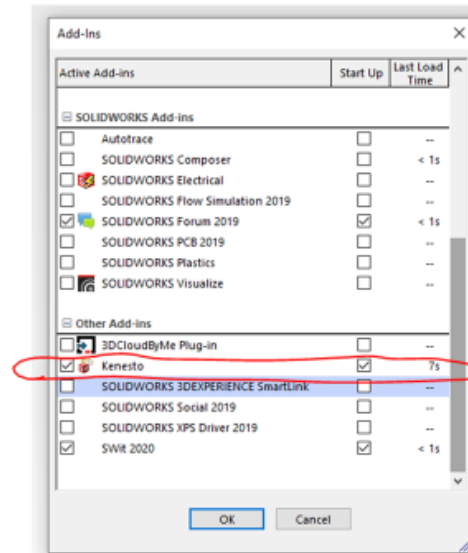 Add-Ins
Active Add-ins Start Up Last Load Time
SOLIDWORKS Add-ins
Autotrace --
SOLIDWORKS Composer < 1s
SOLIDWORKS Electrical --
SOLIDWORKS Flow Simulation 2019 --
SOLIDWORKS Forum 2019 < 1s
SOLIDWORKS PCB 2019 --
SOLIDWORKS Plastics --
SOLIDWORKS Visualize --
Other Add-ins
3DCloudByMe Plug-in --
Kenesto 7s
SOLIDWORKS 3DEXPERIENCE SmartLink --
SOLIDWORKS Social 2019 --
SOLIDWORKS XPS Driver 2019 --
SWit 2020 < 1s
OK Cancel